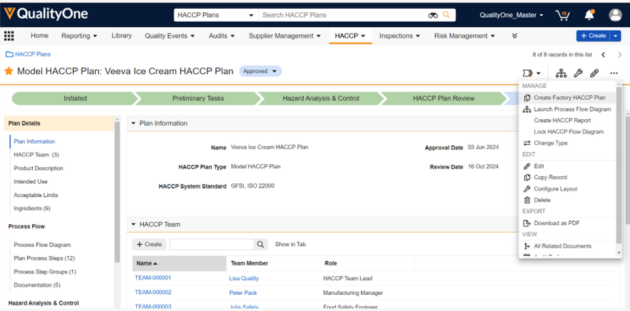 QualityOne
HACCP Plans
Search HACCP Plans
QualityOne_Master
Home
Reporting
Library
Quality Events
Audits
Supplier Management
HACCP
Inspections
Risk Management
+ Create
HACCP Plans
8 of 8 records in this list
Model HACCP Plan: Veeva Ice Cream HACCP Plan
Approved
Initiated
Preliminary Tasks
Hazard Analysis & Control
HACCP Plan Review
MANAGE
Create Factory HACCP Plan
Launch Process Flow Diagram
Create HACCP Report
Lock HACCP Flow Diagram
Change Type
EDIT
Edit
Copy Record
Configure Layout
Delete
EXPORT
Download as PDF
VIEW
All Related Documents
Plan Details
Plan Information
HACCP Team (3)
Product Description
Intended Use
Acceptable Limits
Ingredients (9)
Process Flow
Process Flow Diagram
Plan Process Steps (12)
Process Step Groups (1)
Documentation (6)
Hazard Analysis & Control
Plan Information
Name Veeva Ice Cream HACCP Plan
Approval Date 03 Jun 2024
HACCP Plan Type Model HACCP Plan
Review Date 16 Oct 2024
HACCP System Standard GFSI, ISO 22000
HACCP Team
+ Create
Show in Tab
Name Team Member Role
TEAM-000001 Lisa Quality HACCP Team Lead
TEAM-000002 Peter Pack Manufacturing Manager
TEAM-000003 Julia Safety Food Safety Engineer